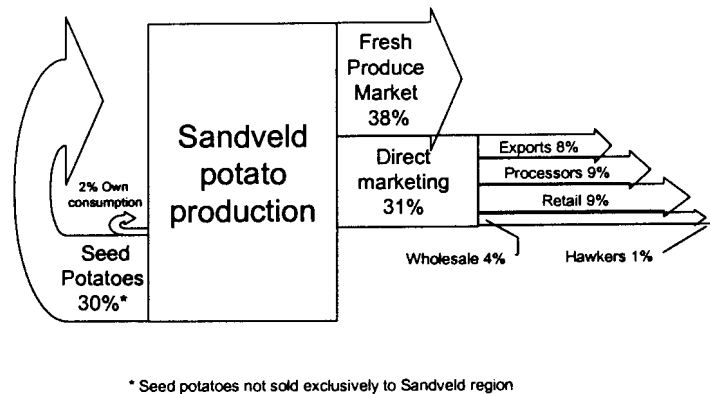 Fresh
Produce
Market
38%
Sandveld
potato
production
Direct
marketing
31%
Exports 8%
Processors 9%
Retail 9%
Wholesale 4%
Hawkers 1%
2% Own
consumption
Seed
Potatoes
30%*
* Seed potatoes not sold exclusively to Sandveld region